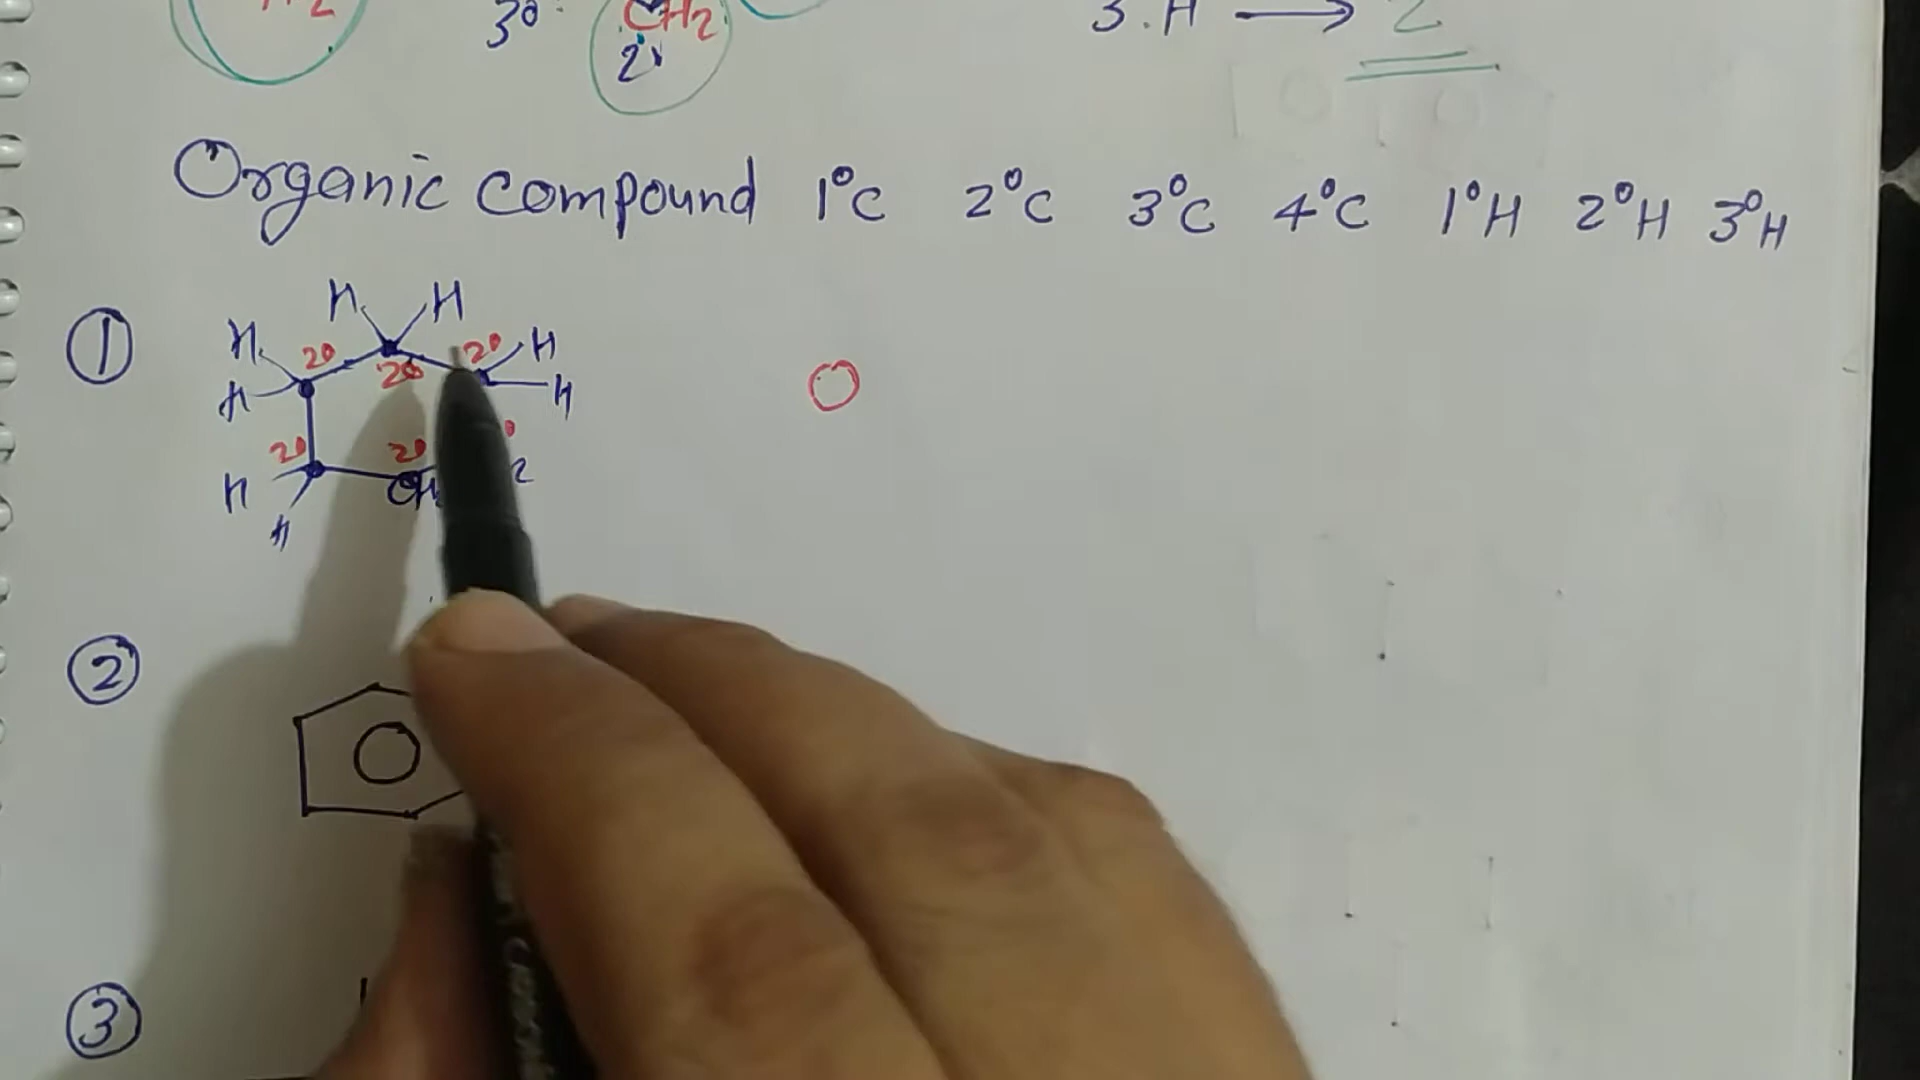 3° CH2 3.H → 2
2°
Organic compound 1°C 2°C 3°C 4°C 1°H 2°H 3°H
H H
① H 2° 2° 2° H
H H O
2° 2°
H CH 2
H
②
③